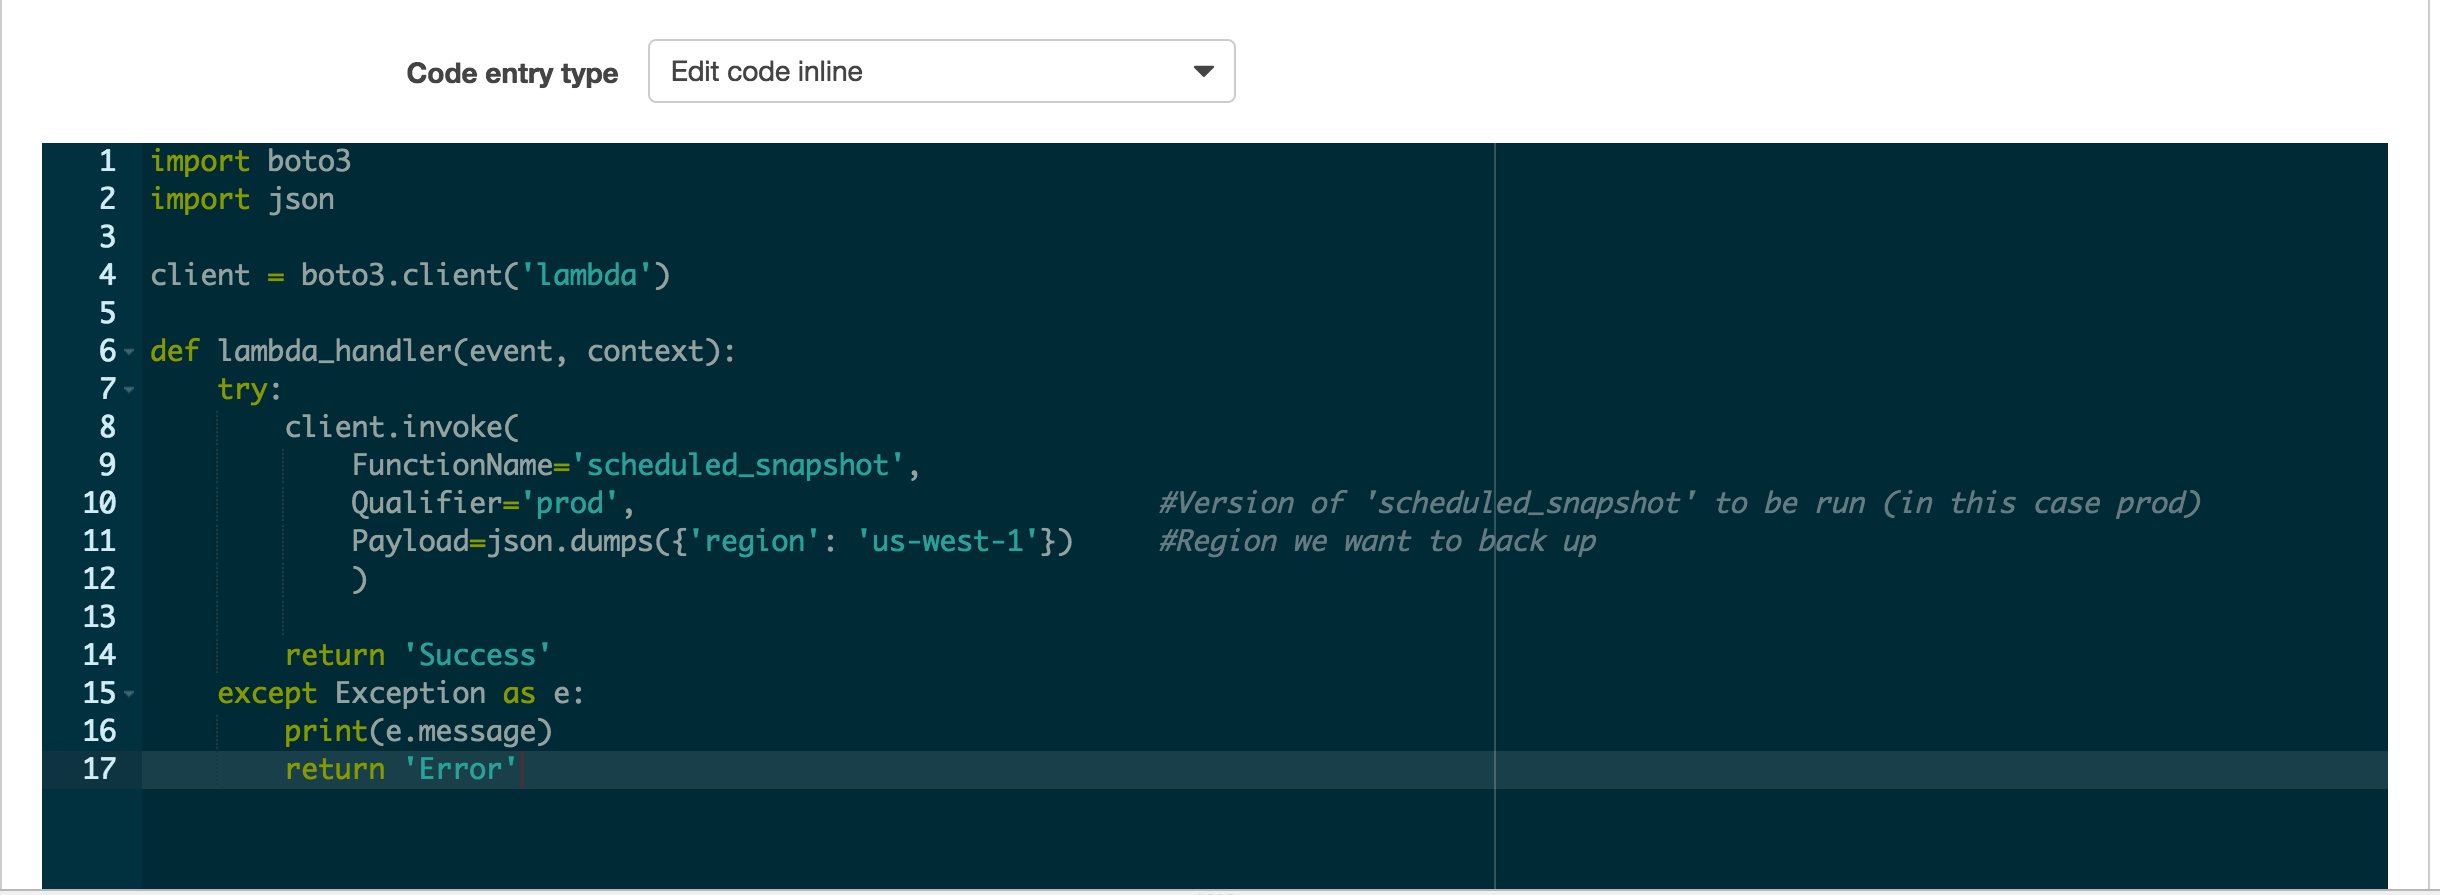 Code entry type Edit code inline
1 import boto3
2 import json
3
4 client = boto3.client('lambda')
5
6 def lambda_handler(event, context):
7     try:
8         client.invoke(
9             FunctionName='scheduled_snapshot',
10             Qualifier='prod',                               #Version of 'scheduled_snapshot' to be run (in this case prod)
11             Payload=json.dumps({'region': 'us-west-1'})     #Region we want to back up
12             )
13
14         return 'Success'
15     except Exception as e:
16         print(e.message)
17         return 'Error'